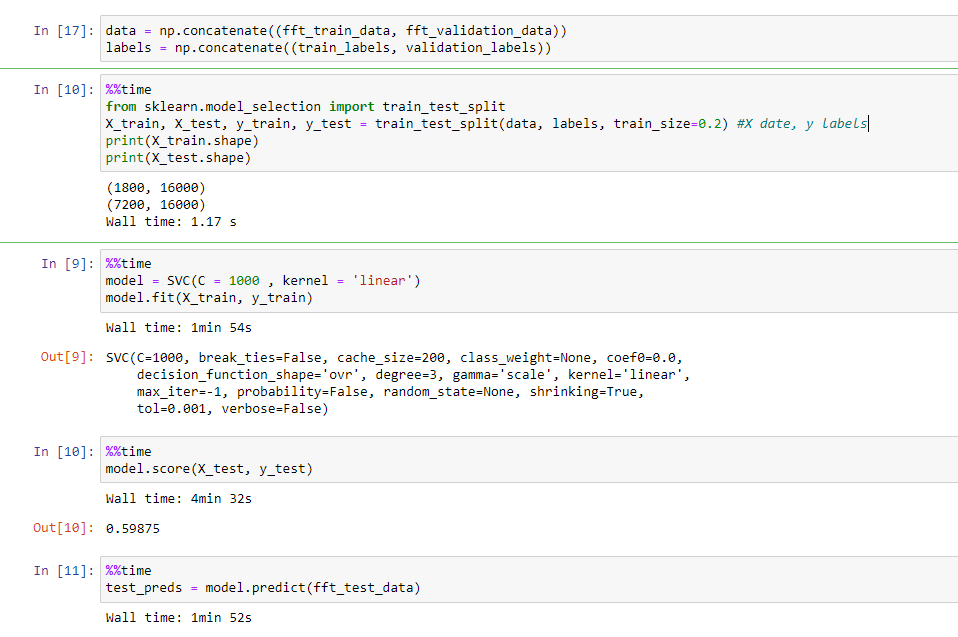 In [17]: data = np.concatenate((fft_train_data, fft_validation_data))
labels = np.concatenate((train_labels, validation_labels))
In [10]: %%time
from sklearn.model_selection import train_test_split
X_train, X_test, y_train, y_test = train_test_split(data, labels, train_size=0.2) #X date, y labels
print(X_train.shape)
print(X_test.shape)
(1800, 16000)
(7200, 16000)
Wall time: 1.17 s
In [9]: %%time
model = SVC(C = 1000 , kernel = 'linear')
model.fit(X_train, y_train)
Wall time: 1min 54s
Out[9]: SVC(C=1000, break_ties=False, cache_size=200, class_weight=None, coef0=0.0,
decision_function_shape='ovr', degree=3, gamma='scale', kernel='linear',
max_iter=-1, probability=False, random_state=None, shrinking=True,
tol=0.001, verbose=False)
In [10]: %%time
model.score(X_test, y_test)
Wall time: 4min 32s
Out[10]: 0.59875
In [11]: %%time
test_preds = model.predict(fft_test_data)
Wall time: 1min 52s